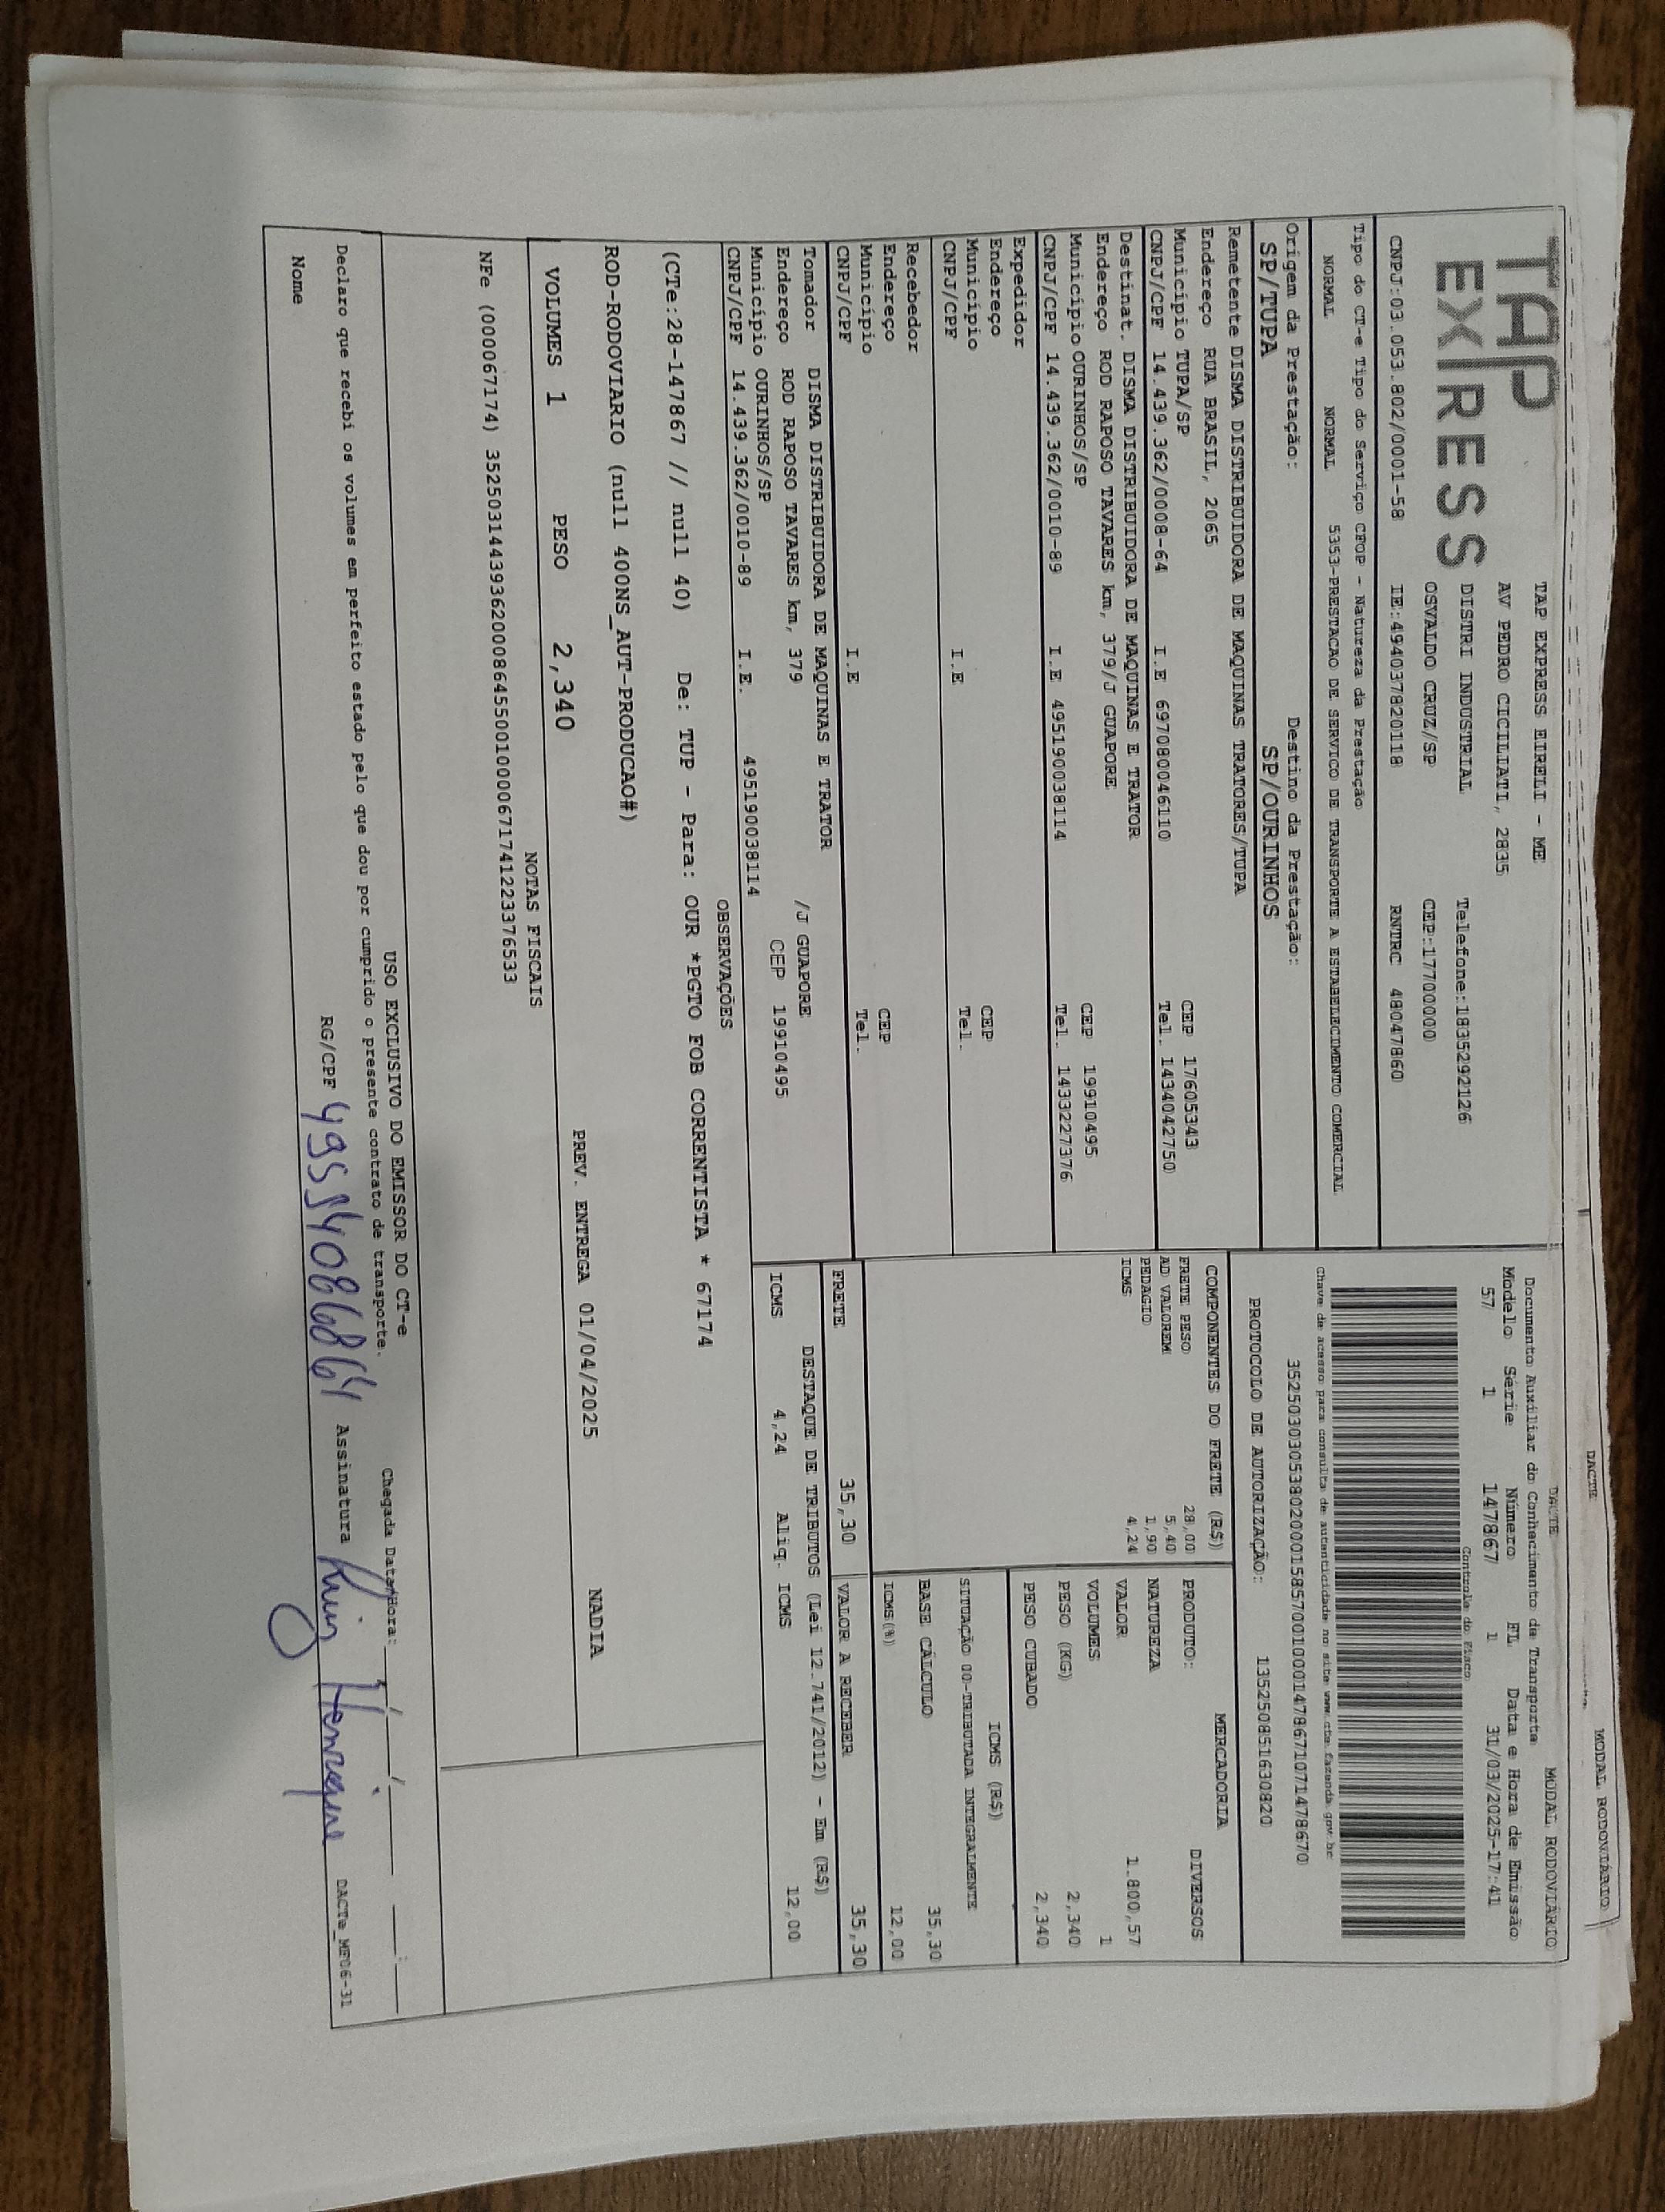 DACTE
MODAL RODOVIÁRIO
TAP
EXPRESS
TAP EXPRESS EIRELI - ME
AV PEDRO CICILIATI, 2835
DISTRI INDUSTRIAL
Telefone:1835292126
OSVALDO CRUZ/SP
CEP:17700000
CNPJ:03.053.802/0001-58
IE:494037820118
RNTRC 48047860
DACTE
MODAL RODOVIÁRIO
Documento Auxiliar do Conhecimento de Transporte
Modelo Série Número FL Data e Hora de Emissão
57 1 147867 1 31/03/2025-17:41
Controle do Fisco
Chave de acesso para consulta de autenticidade no site www.cte.fazenda.gov.br
35250303053802000158570010001478671071478670
PROTOCOLO DE AUTORIZAÇÃO: 135250851630820
Tipo do CT-e Tipo do Serviço CFOP - Natureza da Prestação
NORMAL NORMAL 5353-PRESTACAO DE SERVICO DE TRANSPORTE A ESTABELECIMENTO COMERCIAL
Origem da Prestação: Destino da Prestação:
SP/TUPA SP/OURINHOS
Remetente DISMA DISTRIBUIDORA DE MAQUINAS TRATORES/TUPA
Endereço RUA BRASIL, 2065 CEP 17605343
Município TUPA/SP Tel. 1434042750
CNPJ/CPF 14.439.362/0008-64 I.E 697080046110
Destinat. DISMA DISTRIBUIDORA DE MAQUINAS E TRATOR
Endereço ROD RAPOSO TAVARES km, 379/J GUAPORE CEP 19910495
Município OURINHOS/SP Tel. 1433227376
CNPJ/CPF 14.439.362/0010-89 I.E 495190038114
Expedidor
Endereço CEP
Município Tel.
CNPJ/CPF I.E
Recebedor
Endereço CEP
Município Tel.
CNPJ/CPF I.E
Tomador DISMA DISTRIBUIDORA DE MAQUINAS E TRATOR
Endereço ROD RAPOSO TAVARES km, 379 /J GUAPORE
Município OURINHOS/SP CEP 19910495
CNPJ/CPF 14.439.362/0010-89 I.E. 495190038114
COMPONENTES DO FRETE (R$)
FRETE PESO 28,00
AD VALOREM 5,40
PEDAGIO 1,90
ICMS 4,24
MERCADORIA
PRODUTO: DIVERSOS
NATUREZA
VALOR 1.800,57
VOLUMES 1
PESO (KG) 2,340
PESO CUBADO 2,340
ICMS (R$)
SITUAÇÃO 00-TRIBUTADA INTEGRALMENTE
BASE CÁLCULO 35,30
ICMS(%) 12,00
FRETE 35,30 VALOR A RECEBER 35,30
DESTAQUE DE TRIBUTOS (Lei 12.741/2012) - Em (R$)
ICMS 4,24 Aliq. ICMS 12,00
OBSERVAÇÕES
(CTe:28-147867 // null 40) De: TUP - Para: OUR *PGTO FOB CORRENTISTA * 67174
ROD-RODOVIARIO (null 400NS_AUT-PRODUCAO#)
VOLUMES 1 PESO 2,340 PREV. ENTREGA 01/04/2025 NADIA
NOTAS FISCAIS
NFe (000067174) 35250314439362000864550010000671741223376533
USO EXCLUSIVO DO EMISSOR DO CT-e
Declaro que recebi os volumes em perfeito estado pelo que dou por cumprido o presente contrato de transporte.
Chegada Data/Hora: / / :
Nome RG/CPF 49554086864 Assinatura Henrique
DACTe_MF06-31